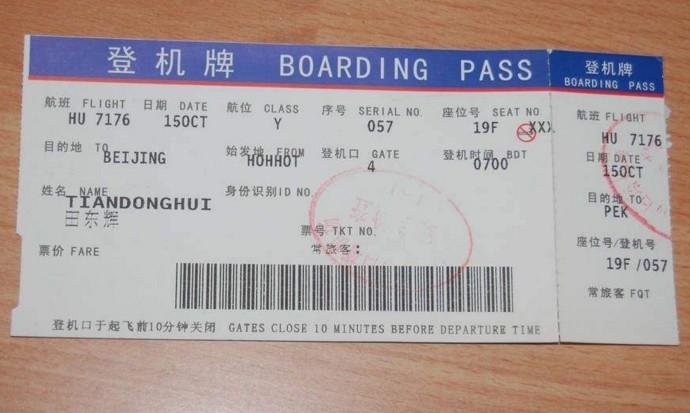 登机牌 BOARDING PASS
航班 FLIGHT 日期 DATE 舱位 CLASS 序号 SERIAL NO. 座位号 SEAT NO.
HU 7176 15OCT Y 057 19F XXX
目的地 TO 始发地 FROM 登机口 GATE 登机时间 BDT
BEIJING HOHHOT 4 0700
姓名 NAME 身份识别ID NO.
TIANDONGHUI
田东辉
票号 TKT NO.
票价 FARE 常旅客:
登机口于起飞前10分钟关闭 GATES CLOSE 10 MINUTES BEFORE DEPARTURE TIME
登机牌
BOARDING PASS
航班 FLIGHT
HU 7176
日期 DATE
15OCT
目的地 TO
PEK
座位号/登机号
19F /057
常旅客 FQT